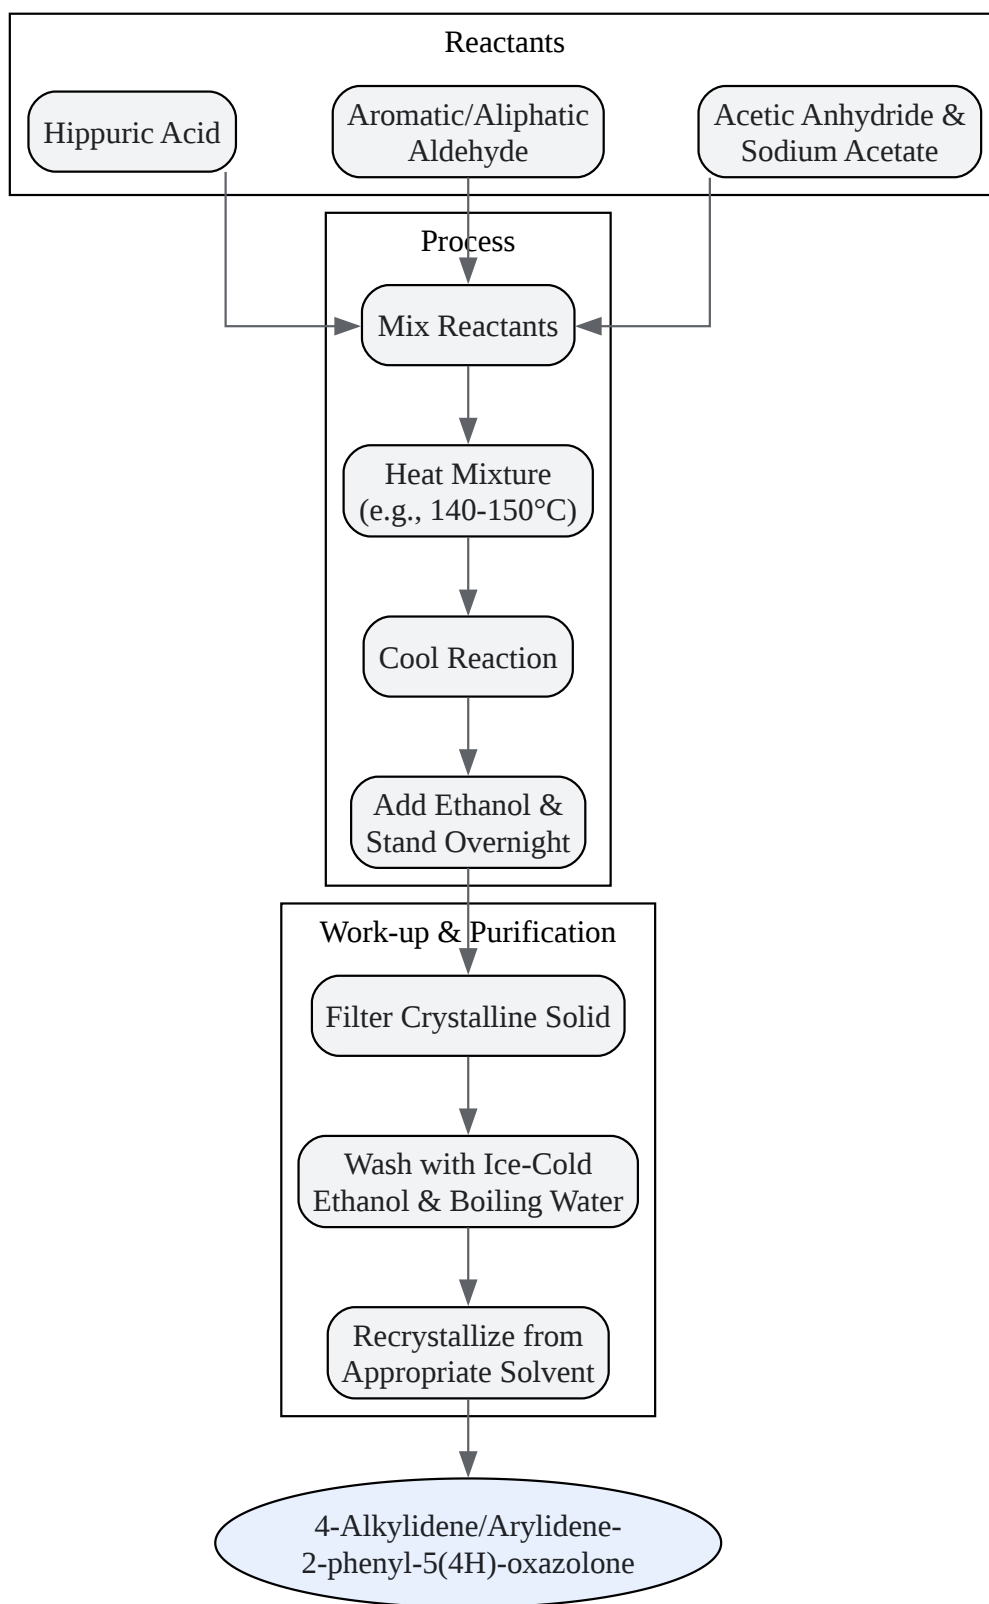 Reactants
Hippuric Acid
Aromatic/Aliphatic
Aldehyde
Acetic Anhydride &
Sodium Acetate
Process
Mix Reactants
Heat Mixture
(e.g., 140-150°C)
Cool Reaction
Add Ethanol &
Stand Overnight
Work-up & Purification
Filter Crystalline Solid
Wash with Ice-Cold
Ethanol & Boiling Water
Recrystallize from
Appropriate Solvent
4-Alkylidene/Arylidene-
2-phenyl-5(4H)-oxazolone